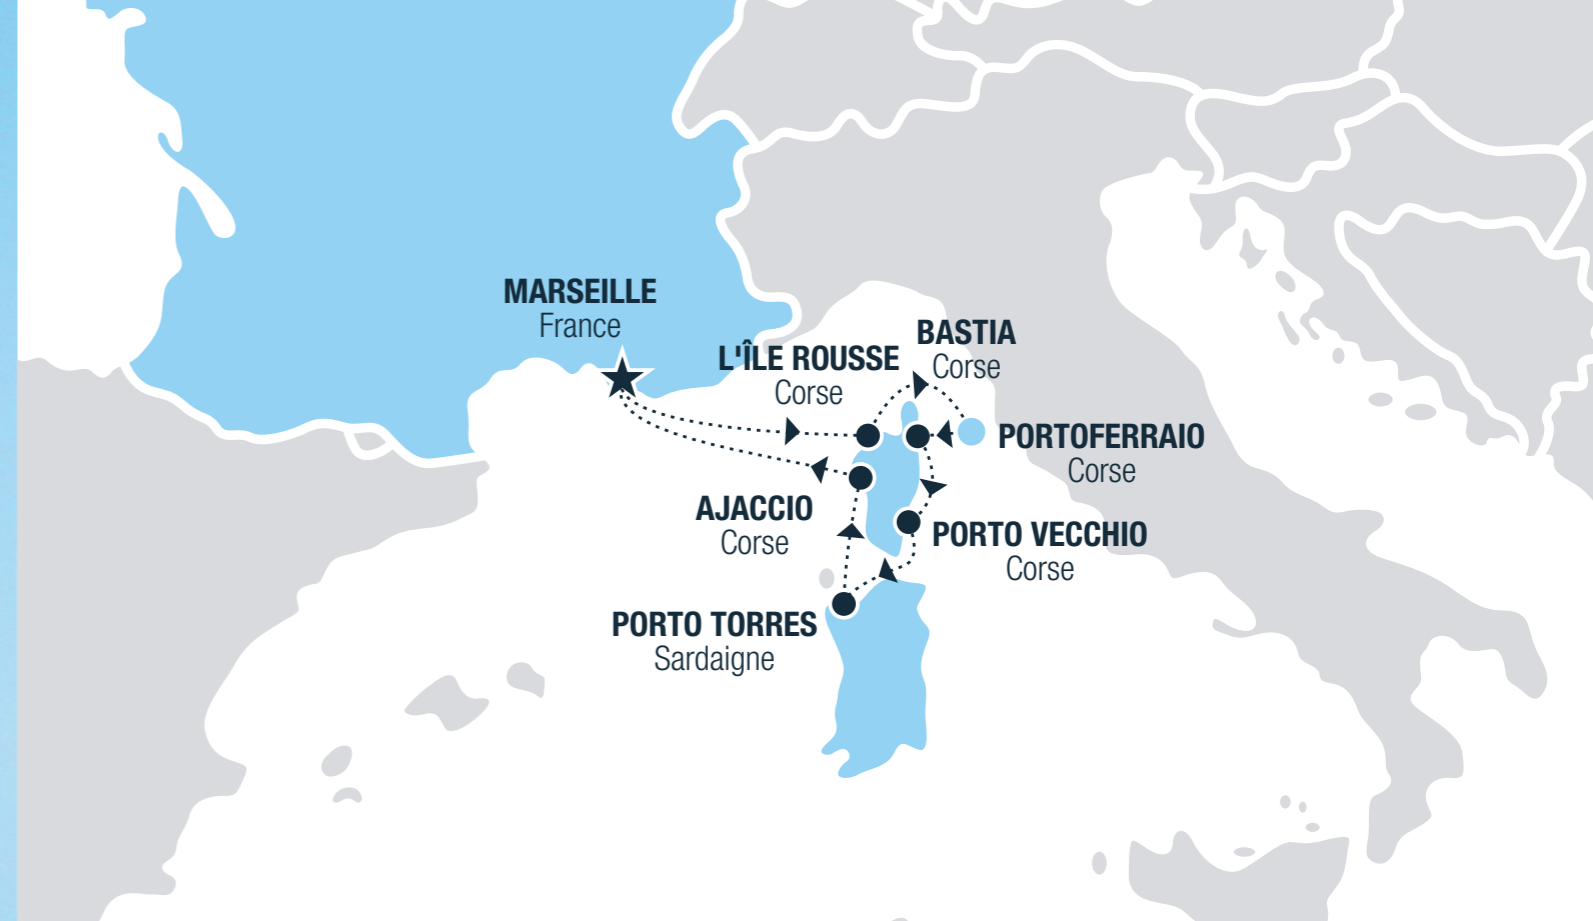 MARSEILLE
France
L'ÎLE ROUSSE
Corse
BASTIA
Corse
PORTOFERRAIO
Corse
AJACCIO
Corse
PORTO VECCHIO
Corse
PORTO TORRES
Sardaigne